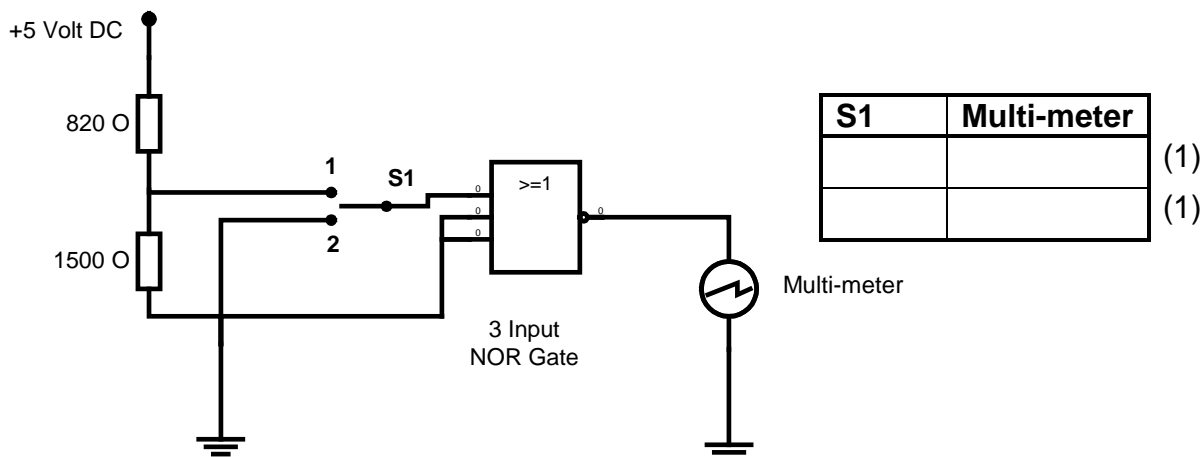 +5 Volt DC
820 O
1500 O
1
S1
2
0
0
0
>=1
0
3 Input
NOR Gate
Multi-meter
S1 Multi-meter
(1)
(1)